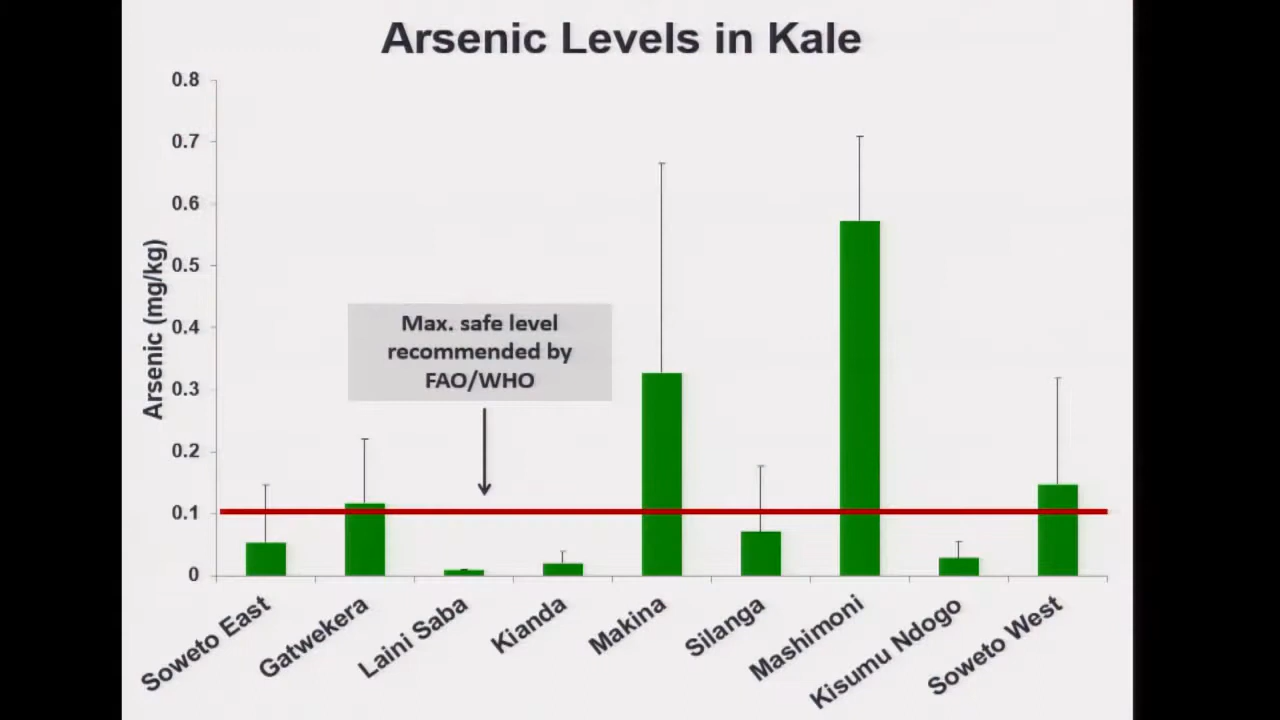 Arsenic Levels in Kale
0.8
0.7
0.6
0.5
0.4
0.3
0.2
0.1
0
Arsenic (mg/kg)
Max. safe level
recommended by
FAO/WHO
Soweto East
Gatwekera
Laini Saba
Kianda
Makina
Silanga
Mashimoni
Kisumu Ndogo
Soweto West